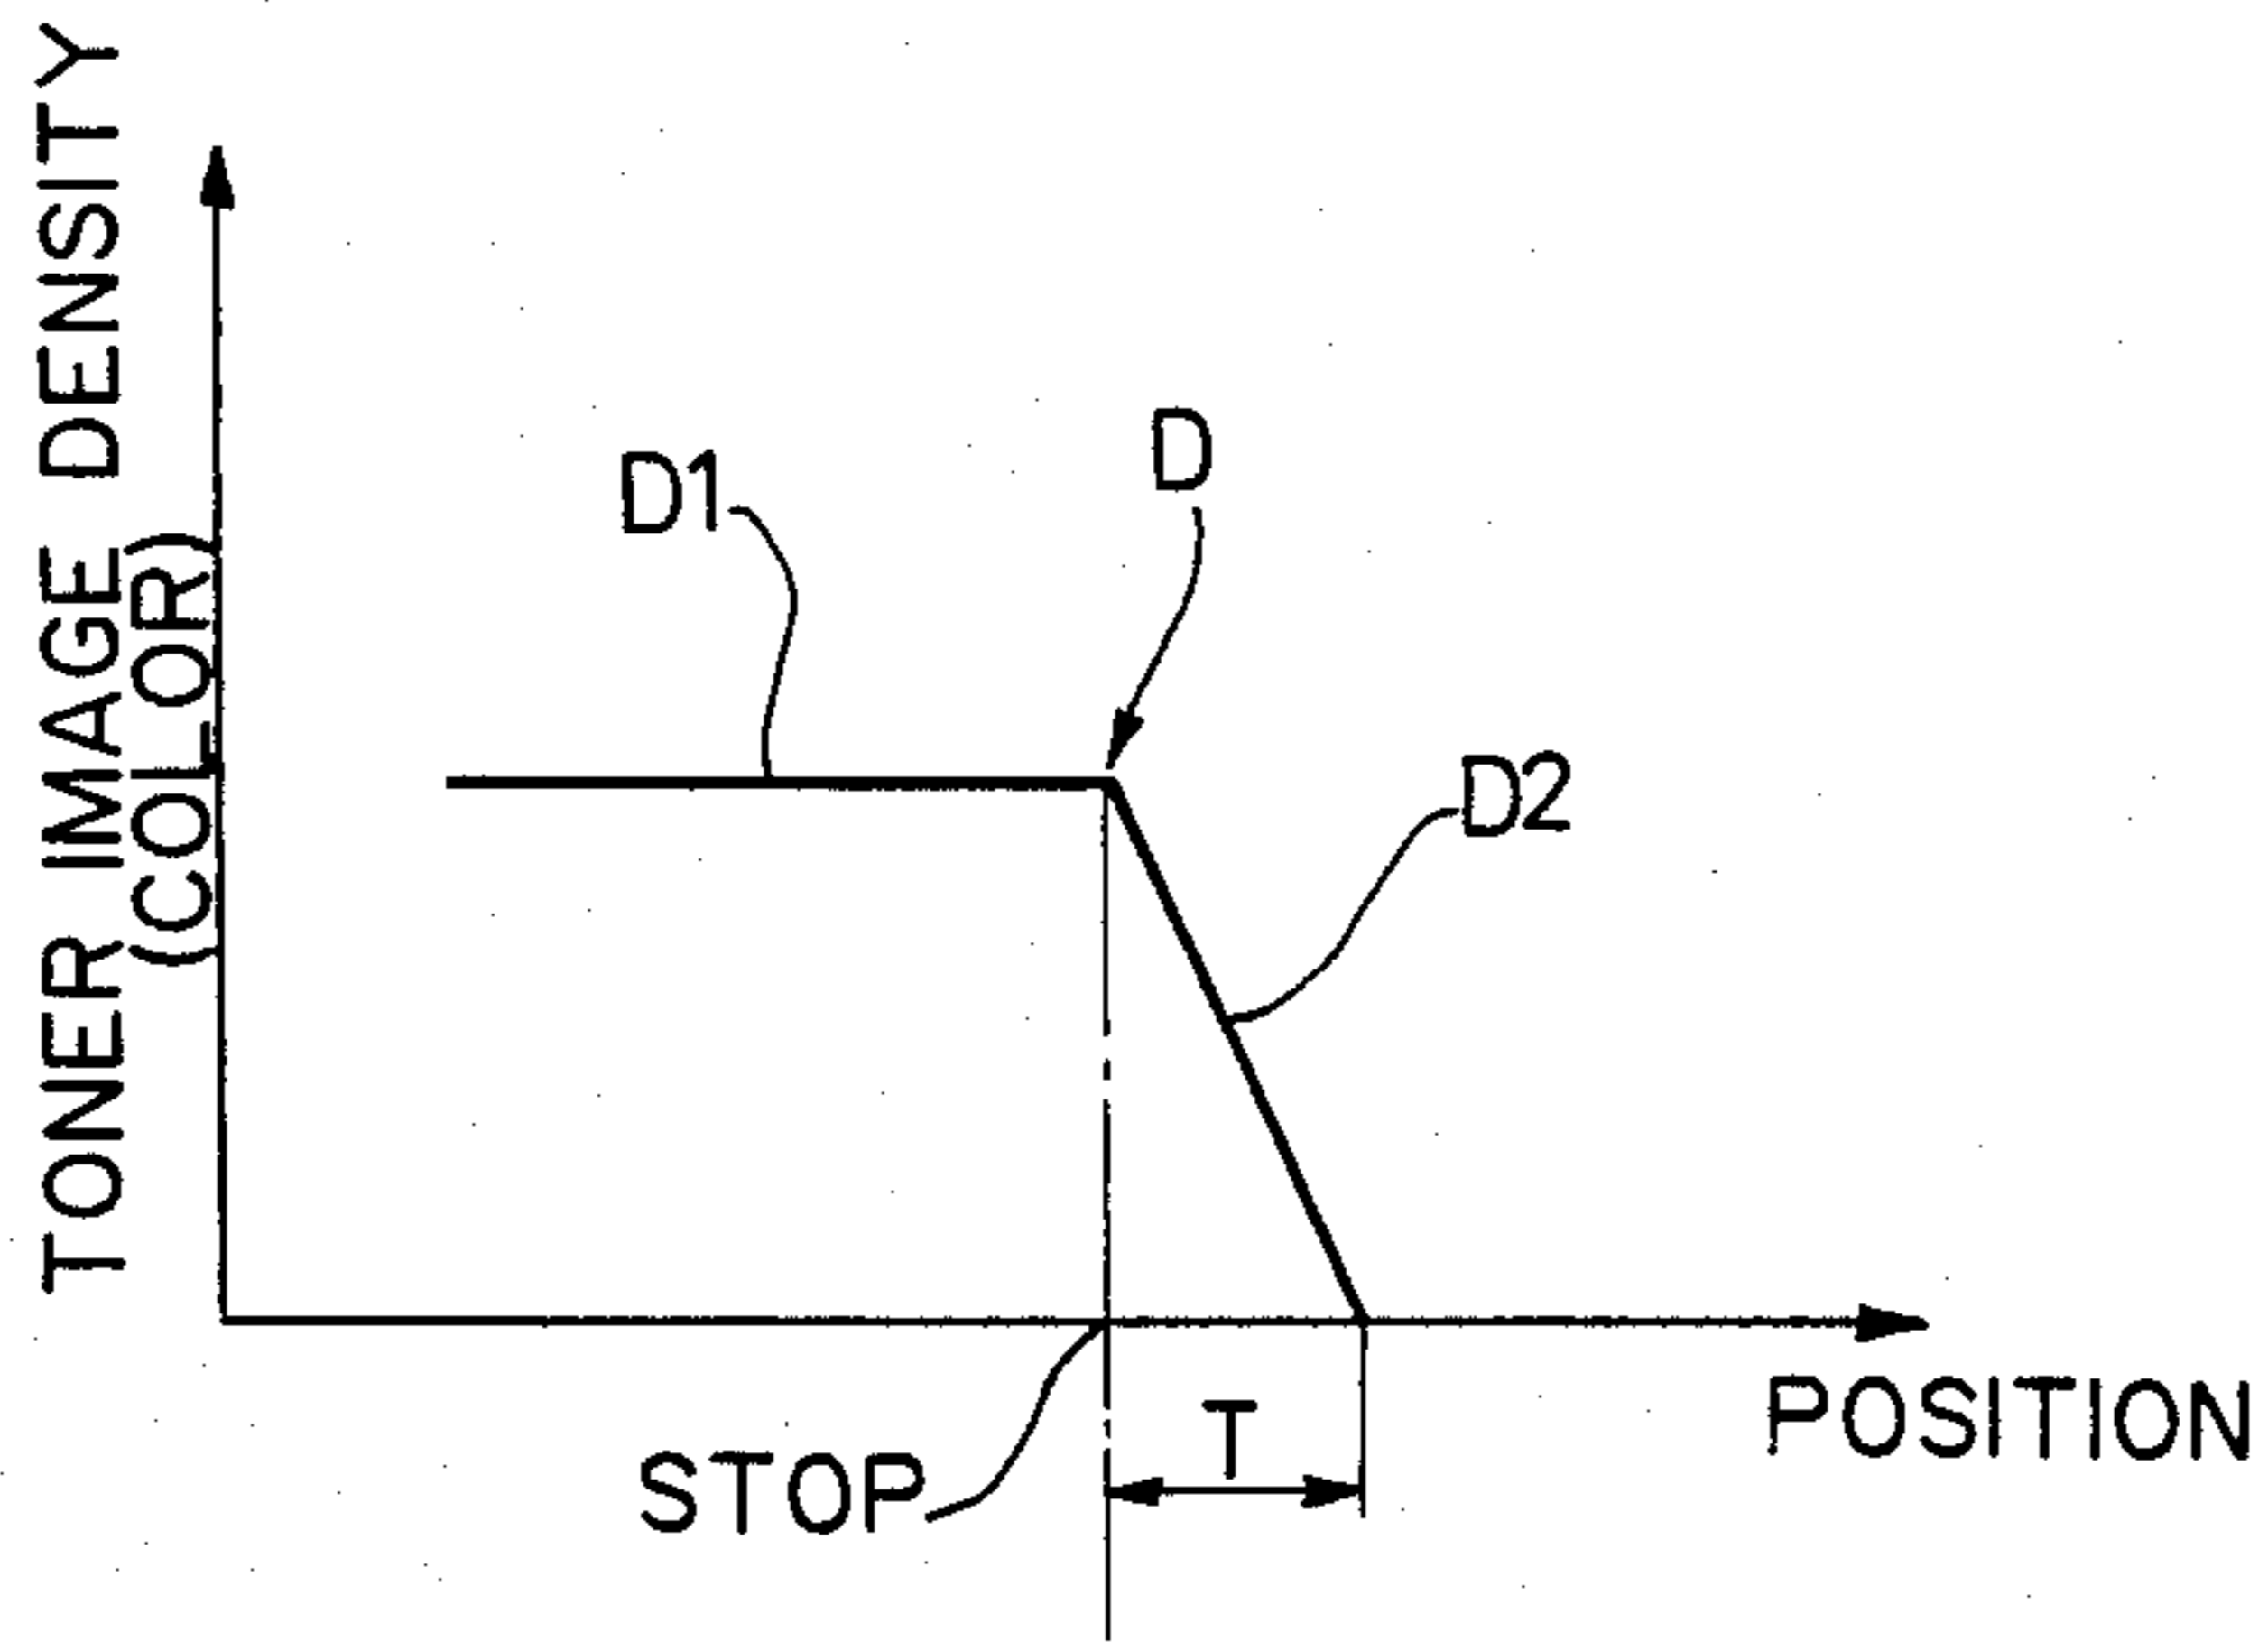 TONER IMAGE DENSITY
(COLOR)
D1
D
D2
STOP
T
POSITION